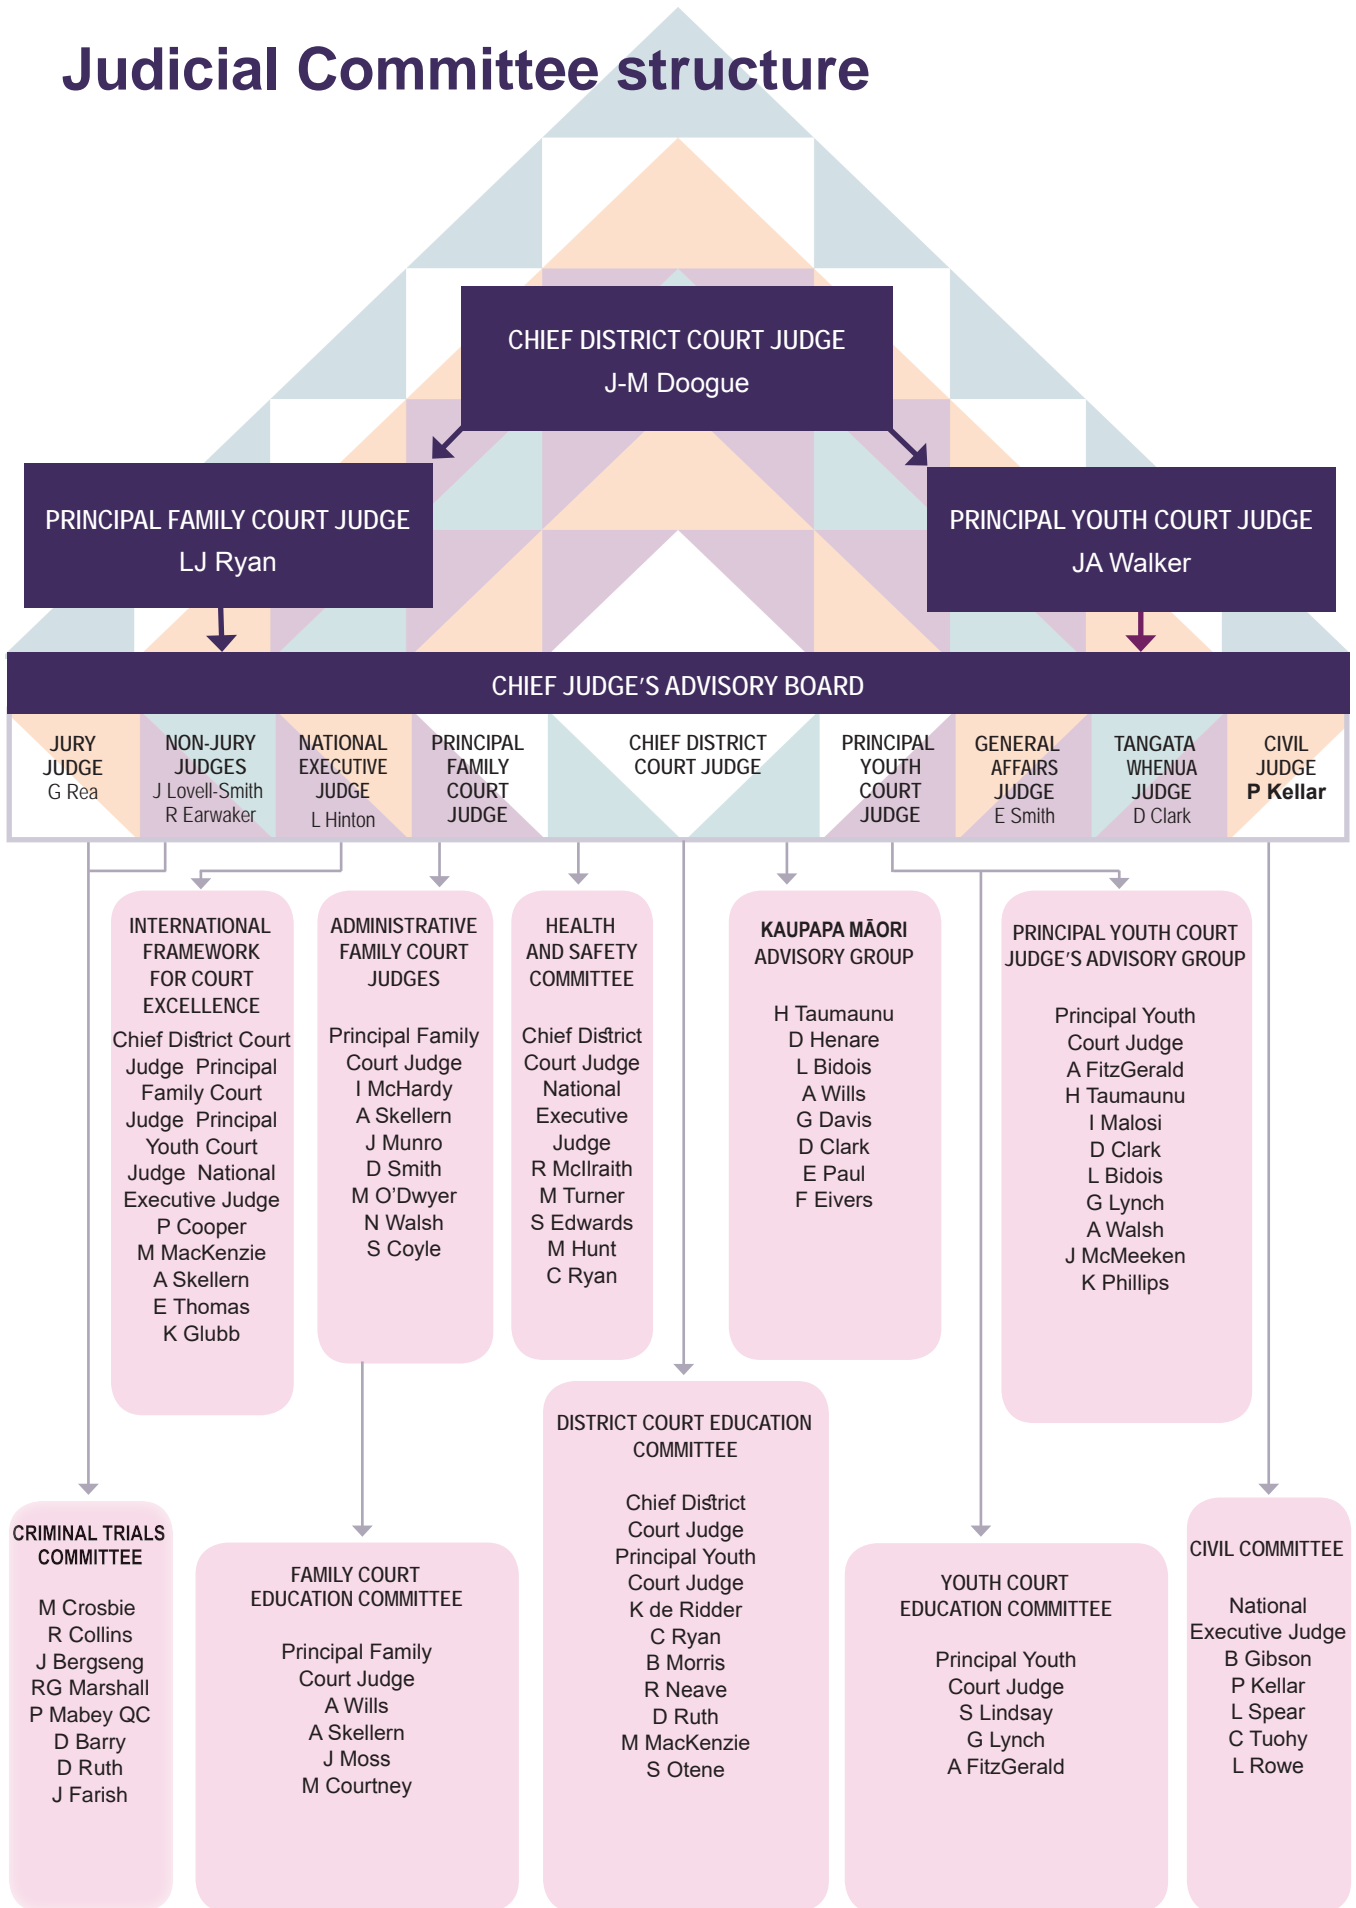 Judicial Committee structure
CHIEF DISTRICT COURT JUDGE
J-M Doogue
PRINCIPAL FAMILY COURT JUDGE
LJ Ryan
PRINCIPAL YOUTH COURT JUDGE
JA Walker
CHIEF JUDGE'S ADVISORY BOARD
JURY
JUDGE
G Rea
NON-JURY
JUDGES
J Lovell-Smith
R Earwaker
NATIONAL
EXECUTIVE
JUDGE
L Hinton
PRINCIPAL
FAMILY
COURT
JUDGE
CHIEF DISTRICT
COURT JUDGE
PRINCIPAL
YOUTH
COURT
JUDGE
GENERAL
AFFAIRS
JUDGE
E Smith
TANGATA
WHENUA
JUDGE
D Clark
CIVIL
JUDGE
P Kellar
INTERNATIONAL
FRAMEWORK
FOR COURT
EXCELLENCE
Chief District Court
Judge Principal
Family Court
Judge Principal
Youth Court
Judge National
Executive Judge
P Cooper
M MacKenzie
A Skellern
E Thomas
K Glubb
ADMINISTRATIVE
FAMILY COURT
JUDGES
Principal Family
Court Judge
I McHardy
A Skellern
J Munro
D Smith
M O'Dwyer
N Walsh
S Coyle
HEALTH
AND SAFETY
COMMITTEE
Chief District
Court Judge
National
Executive
Judge
R McIlraith
M Turner
S Edwards
M Hunt
C Ryan
KAUPAPA MĀORI
ADVISORY GROUP
H Taumaunu
D Henare
L Bidois
A Wills
G Davis
D Clark
E Paul
F Eivers
PRINCIPAL YOUTH COURT
JUDGE'S ADVISORY GROUP
Principal Youth
Court Judge
A FitzGerald
H Taumaunu
I Malosi
D Clark
L Bidois
G Lynch
A Walsh
J McMeeken
K Phillips
CRIMINAL TRIALS
COMMITTEE
M Crosbie
R Collins
J Bergseng
RG Marshall
P Mabey QC
D Barry
D Ruth
J Farish
FAMILY COURT
EDUCATION COMMITTEE
Principal Family
Court Judge
A Wills
A Skellern
J Moss
M Courtney
DISTRICT COURT EDUCATION
COMMITTEE
Chief District
Court Judge
Principal Youth
Court Judge
K de Ridder
C Ryan
B Morris
R Neave
D Ruth
M MacKenzie
S Otene
YOUTH COURT
EDUCATION COMMITTEE
Principal Youth
Court Judge
S Lindsay
G Lynch
A FitzGerald
CIVIL COMMITTEE
National
Executive Judge
B Gibson
P Kellar
L Spear
C Tuohy
L Rowe